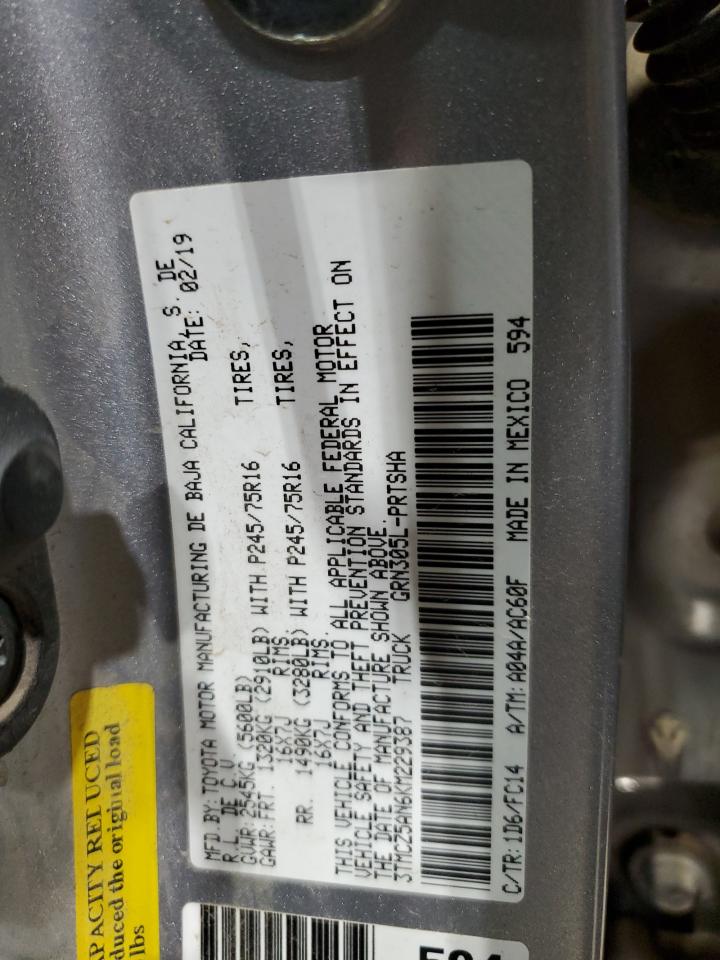 MFD.BY:TOYOTA MOTOR MANUFACTURING DE BAJA CALIFORNIA,S. DE
R.L. DE C.V DATE: 02/19
GVWR:2545KG (5600LB)
GAWR:FRT. 1320KG (2910LB) WITH P245/75R16 TIRES,
16X7J RIMS.
RR. 1490KG (3280LB) WITH P245/75R16 TIRES,
16X7J RIMS.
THIS VEHICLE CONFORMS TO ALL APPLICABLE FEDERAL MOTOR
VEHICLE SAFETY AND THEFT PREVENTION STANDARDS IN EFFECT ON
THE DATE OF MANUFACTURE SHOWN ABOVE.
3TMCZ5AN6KM229387 TRUCK GRN305L-PRTSHA
C/TR:1D6/FC14 A/TM:A04A/AC60F MADE IN MEXICO 594
APACITY REDUCED
duced the original load
lbs